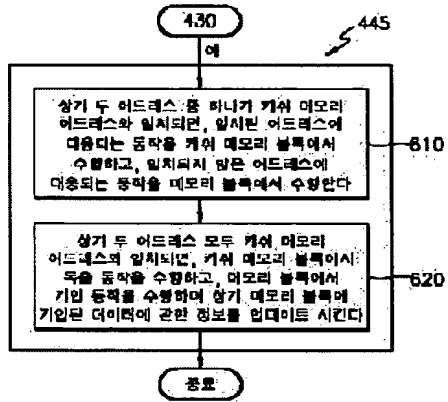 430
예
445
상기 두 어드레스 중 하나가 캐쉬 메모리
어드레스와 일치되면, 일치된 어드레스에
대응되는 동작을 캐쉬 메모리 블록에서
수행하고, 일치되지 않은 어드레스에
대응되는 동작을 메모리 블록에서 수행한다
610
상기 두 어드레스 모두 캐쉬 메모리
어드레스와 일치되면, 캐쉬 메모리 블록에서
독출 동작을 수행하고, 메모리 블록에서
기입 동작을 수행하며 상기 메모리 블록에
기입된 데이터에 관한 정보를 업데이트 시킨다
620
종료